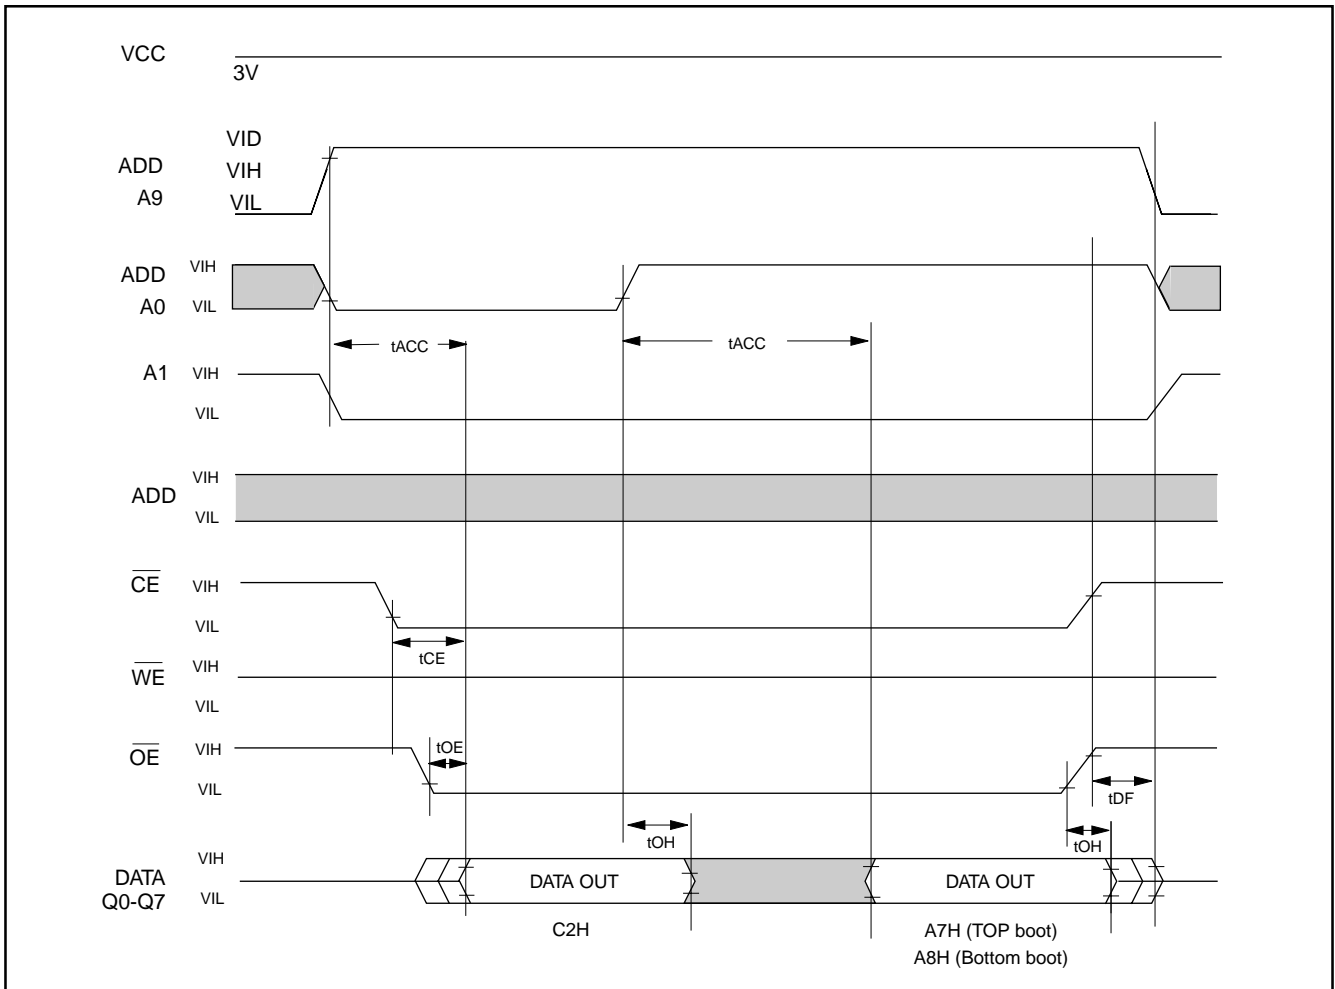 VCC
3V
VID
ADD
VIH
A9
VIL
ADD
VIH
A0
VIL
tACC
tACC
A1
VIH
VIL
ADD
VIH
VIL
CE
VIH
VIL
tCE
WE
VIH
VIL
OE
VIH
VIL
tOE
tDF
tOH
tOH
DATA
Q0-Q7
VIH
VIL
DATA OUT
DATA OUT
C2H
A7H (TOP boot)
A8H (Bottom boot)